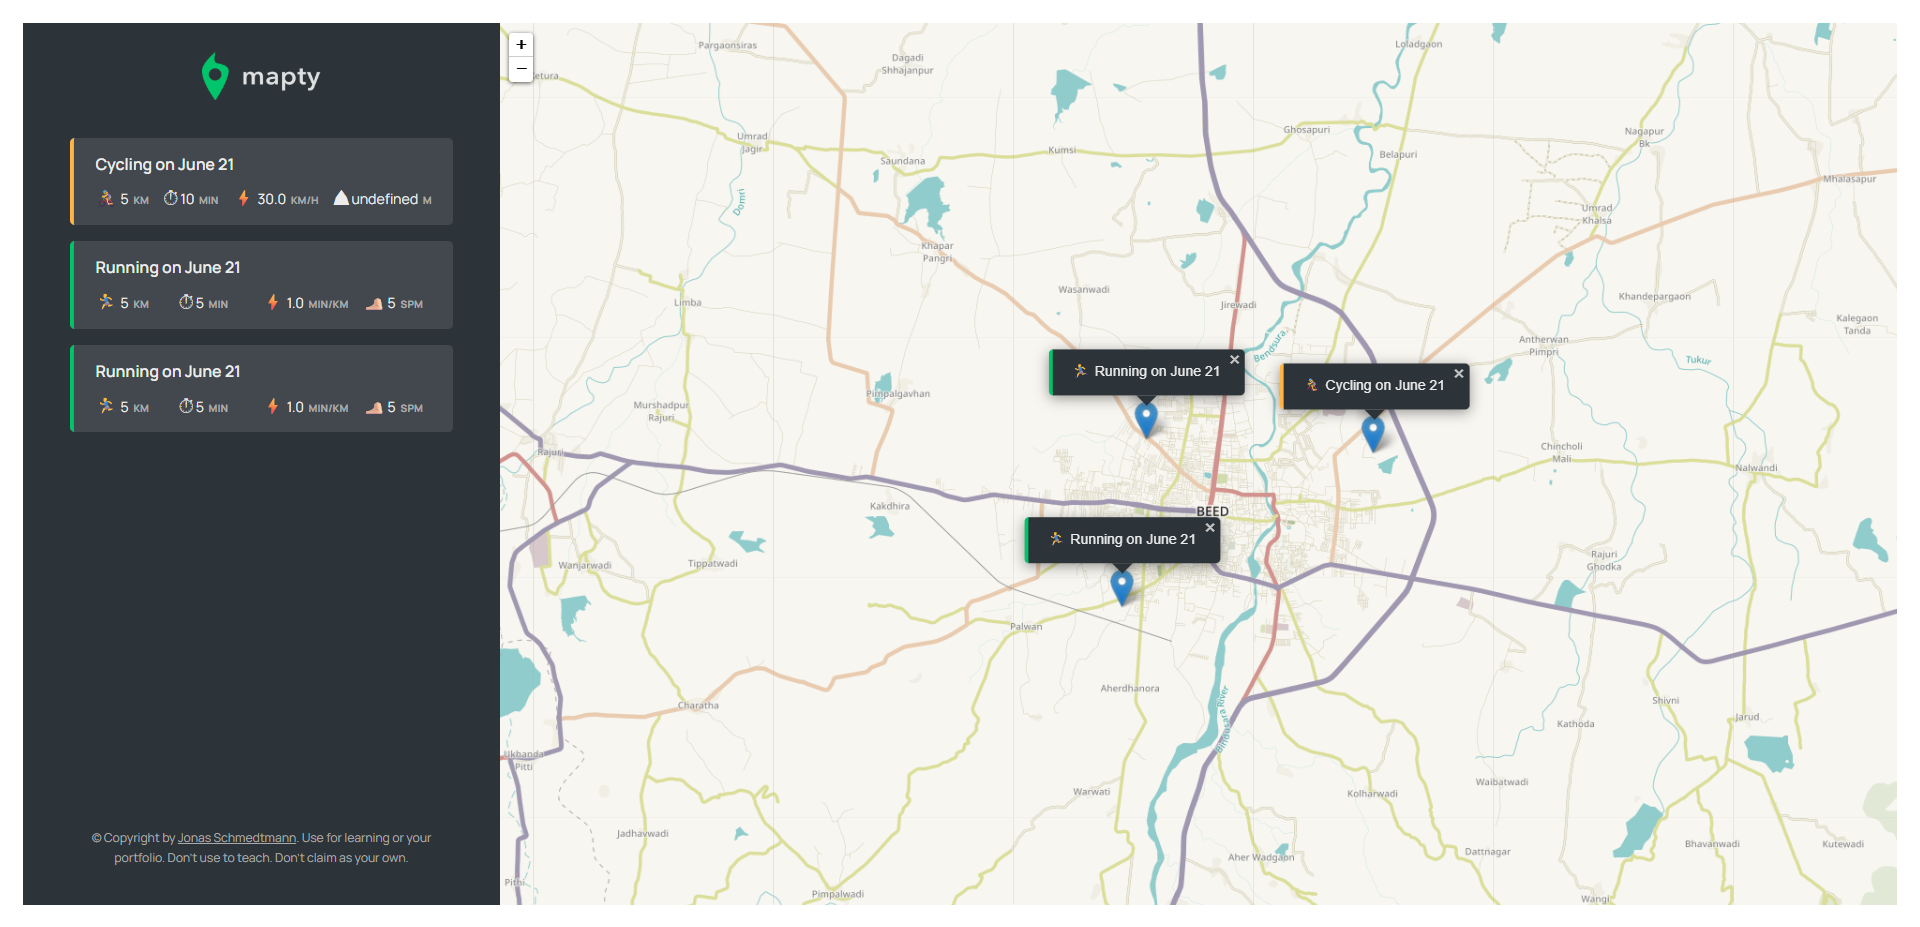 mapty
Cycling on June 21
5 KM 10 MIN 30.0 KM/H undefined M
Running on June 21
5 KM 5 MIN 1.0 MIN/KM 5 SPM
Running on June 21
5 KM 5 MIN 1.0 MIN/KM 5 SPM
© Copyright by Jonas Schmedtmann. Use for learning or your
portfolio. Don't use to teach. Don't claim as your own.
+
−
Pargaonsiras
Loladgaon
Dagadi
Shhajanpur
etura
Umrad
Jagir
Kumsi
Ghosapuri
Nagapur
Bk
Saundana
Belapuri
Mhalasapur
Domri
Umrad
Khalsa
Khapar
Pangri
Wasanwadi
Khandepargaon
Limba
Jirewadi
Kalegaon
Tanda
Bendsura
Antherwan
Pimpri
Tukur
Running on June 21
×
Cycling on June 21
×
Pimpalgavhan
Murshadpur
Rajuri
Chincholi
Mali
Rajuri
Nalwandi
Kakdhira
BEED
Running on June 21
×
Wanjarwadi
Tippatwadi
Rajuri
Ghodka
Palwan
Aherdhanora
Charatha
Bindusara River
Shivni
Jarud
Kathoda
Ukbanda
Pitti
Waibatwadi
Warwati
Kolharwadi
Jadhavwadi
Bhavanwadi
Kutewadi
Dattnagar
Aher Wadgaon
Pithi
Pimpalwadi
Wangi